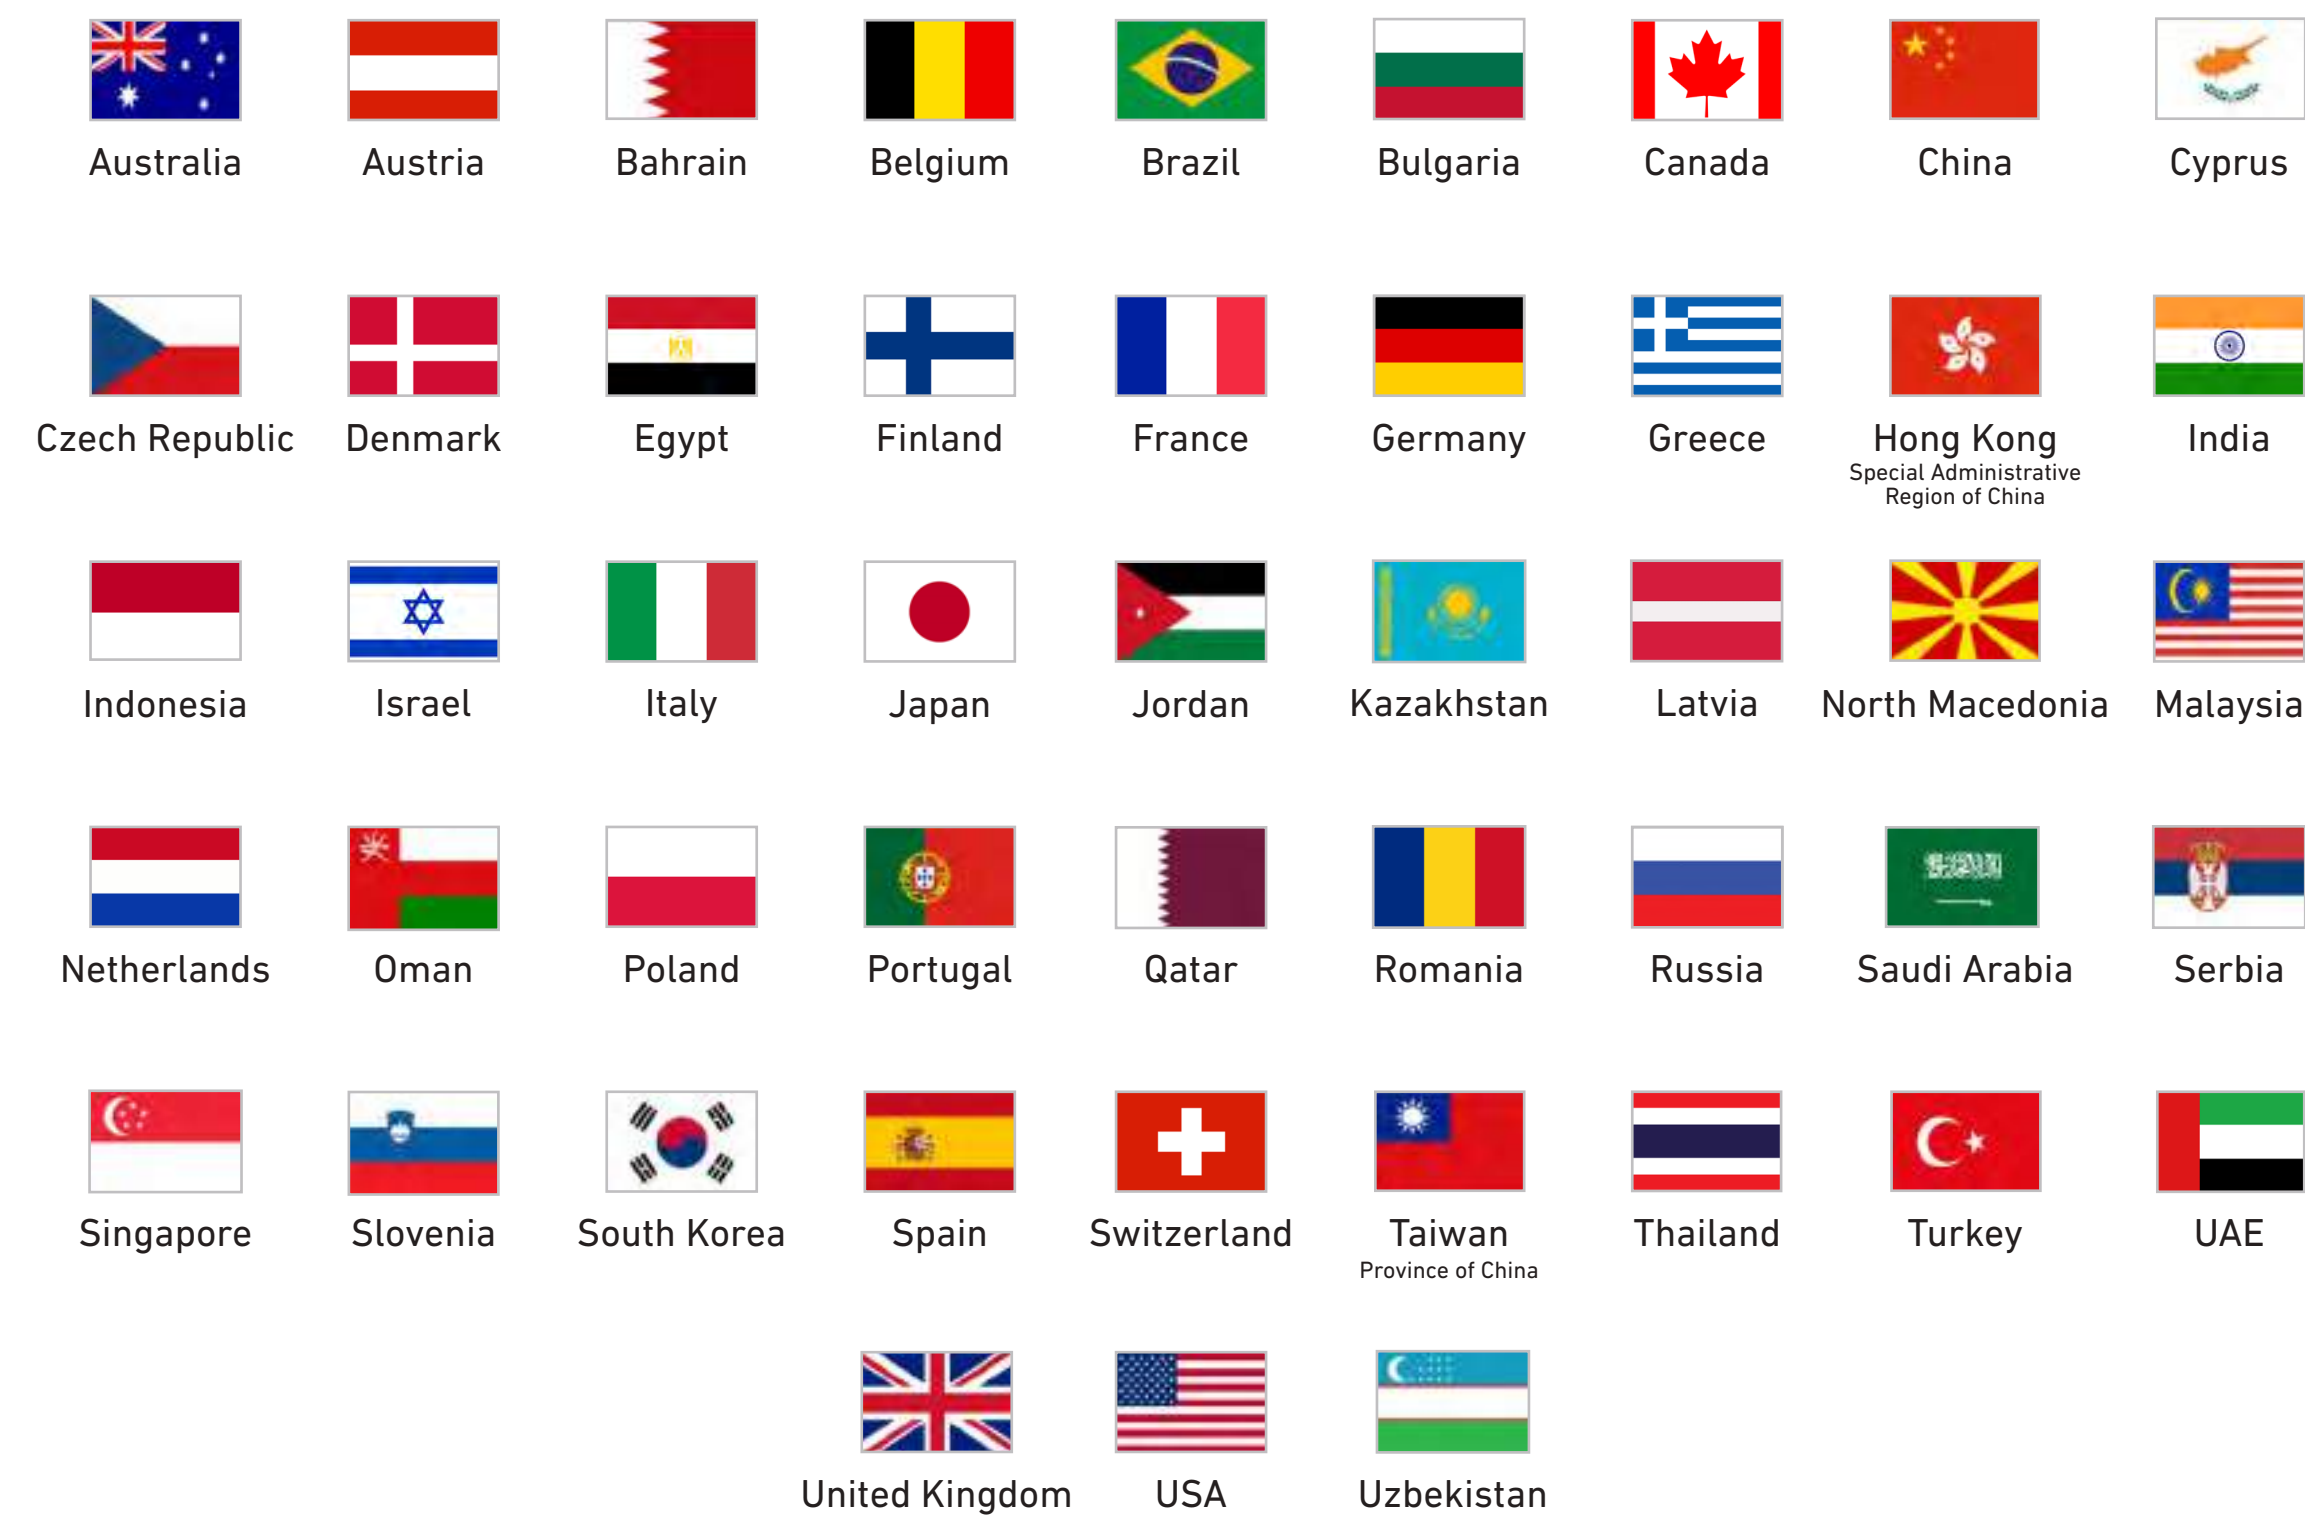 Australia
Austria
Bahrain
Belgium
Brazil
Bulgaria
Canada
China
Cyprus
Czech Republic
Denmark
Egypt
Finland
France
Germany
Greece
Hong Kong
Special Administrative
Region of China
India
Indonesia
Israel
Italy
Japan
Jordan
Kazakhstan
Latvia
North Macedonia
Malaysia
Netherlands
Oman
Poland
Portugal
Qatar
Romania
Russia
Saudi Arabia
Serbia
Singapore
Slovenia
South Korea
Spain
Switzerland
Taiwan
Province of China
Thailand
Turkey
UAE
United Kingdom
USA
Uzbekistan